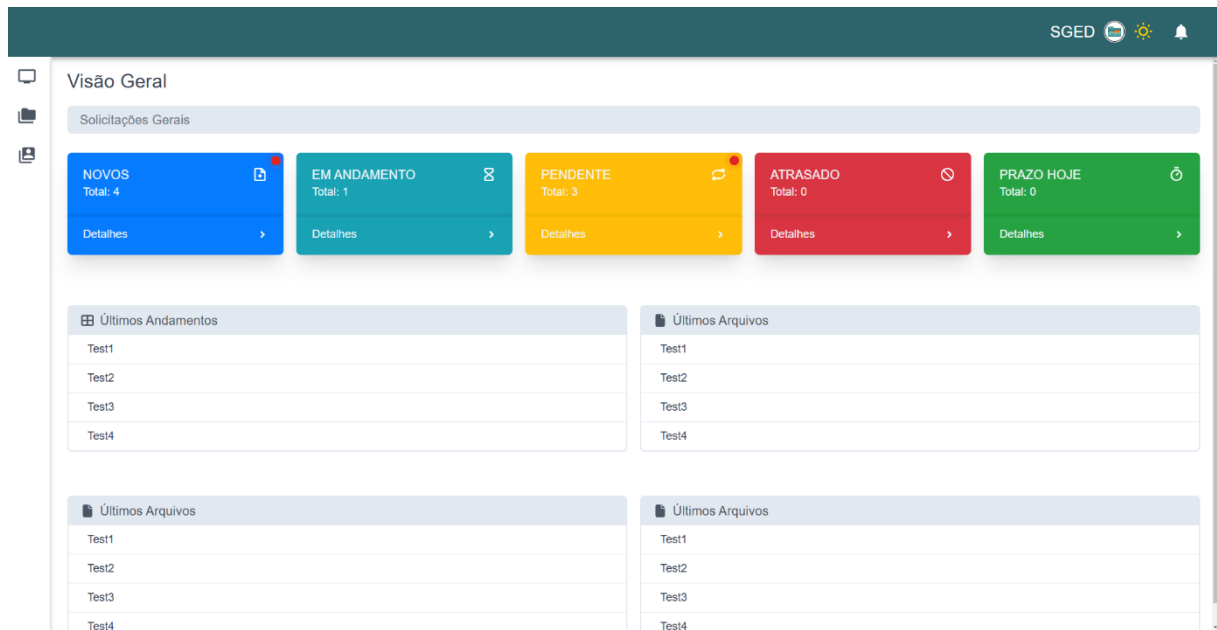 SGED
Visão Geral
Solicitações Gerais
NOVOS
Total: 4
Detalhes
EM ANDAMENTO
Total: 1
Detalhes
PENDENTE
Total: 3
Detalhes
ATRASADO
Total: 0
Detalhes
PRAZO HOJE
Total: 0
Detalhes
Últimos Andamentos
Test1
Test2
Test3
Test4
Últimos Arquivos
Test1
Test2
Test3
Test4
Últimos Arquivos
Test1
Test2
Test3
Test4
Últimos Arquivos
Test1
Test2
Test3
Test4